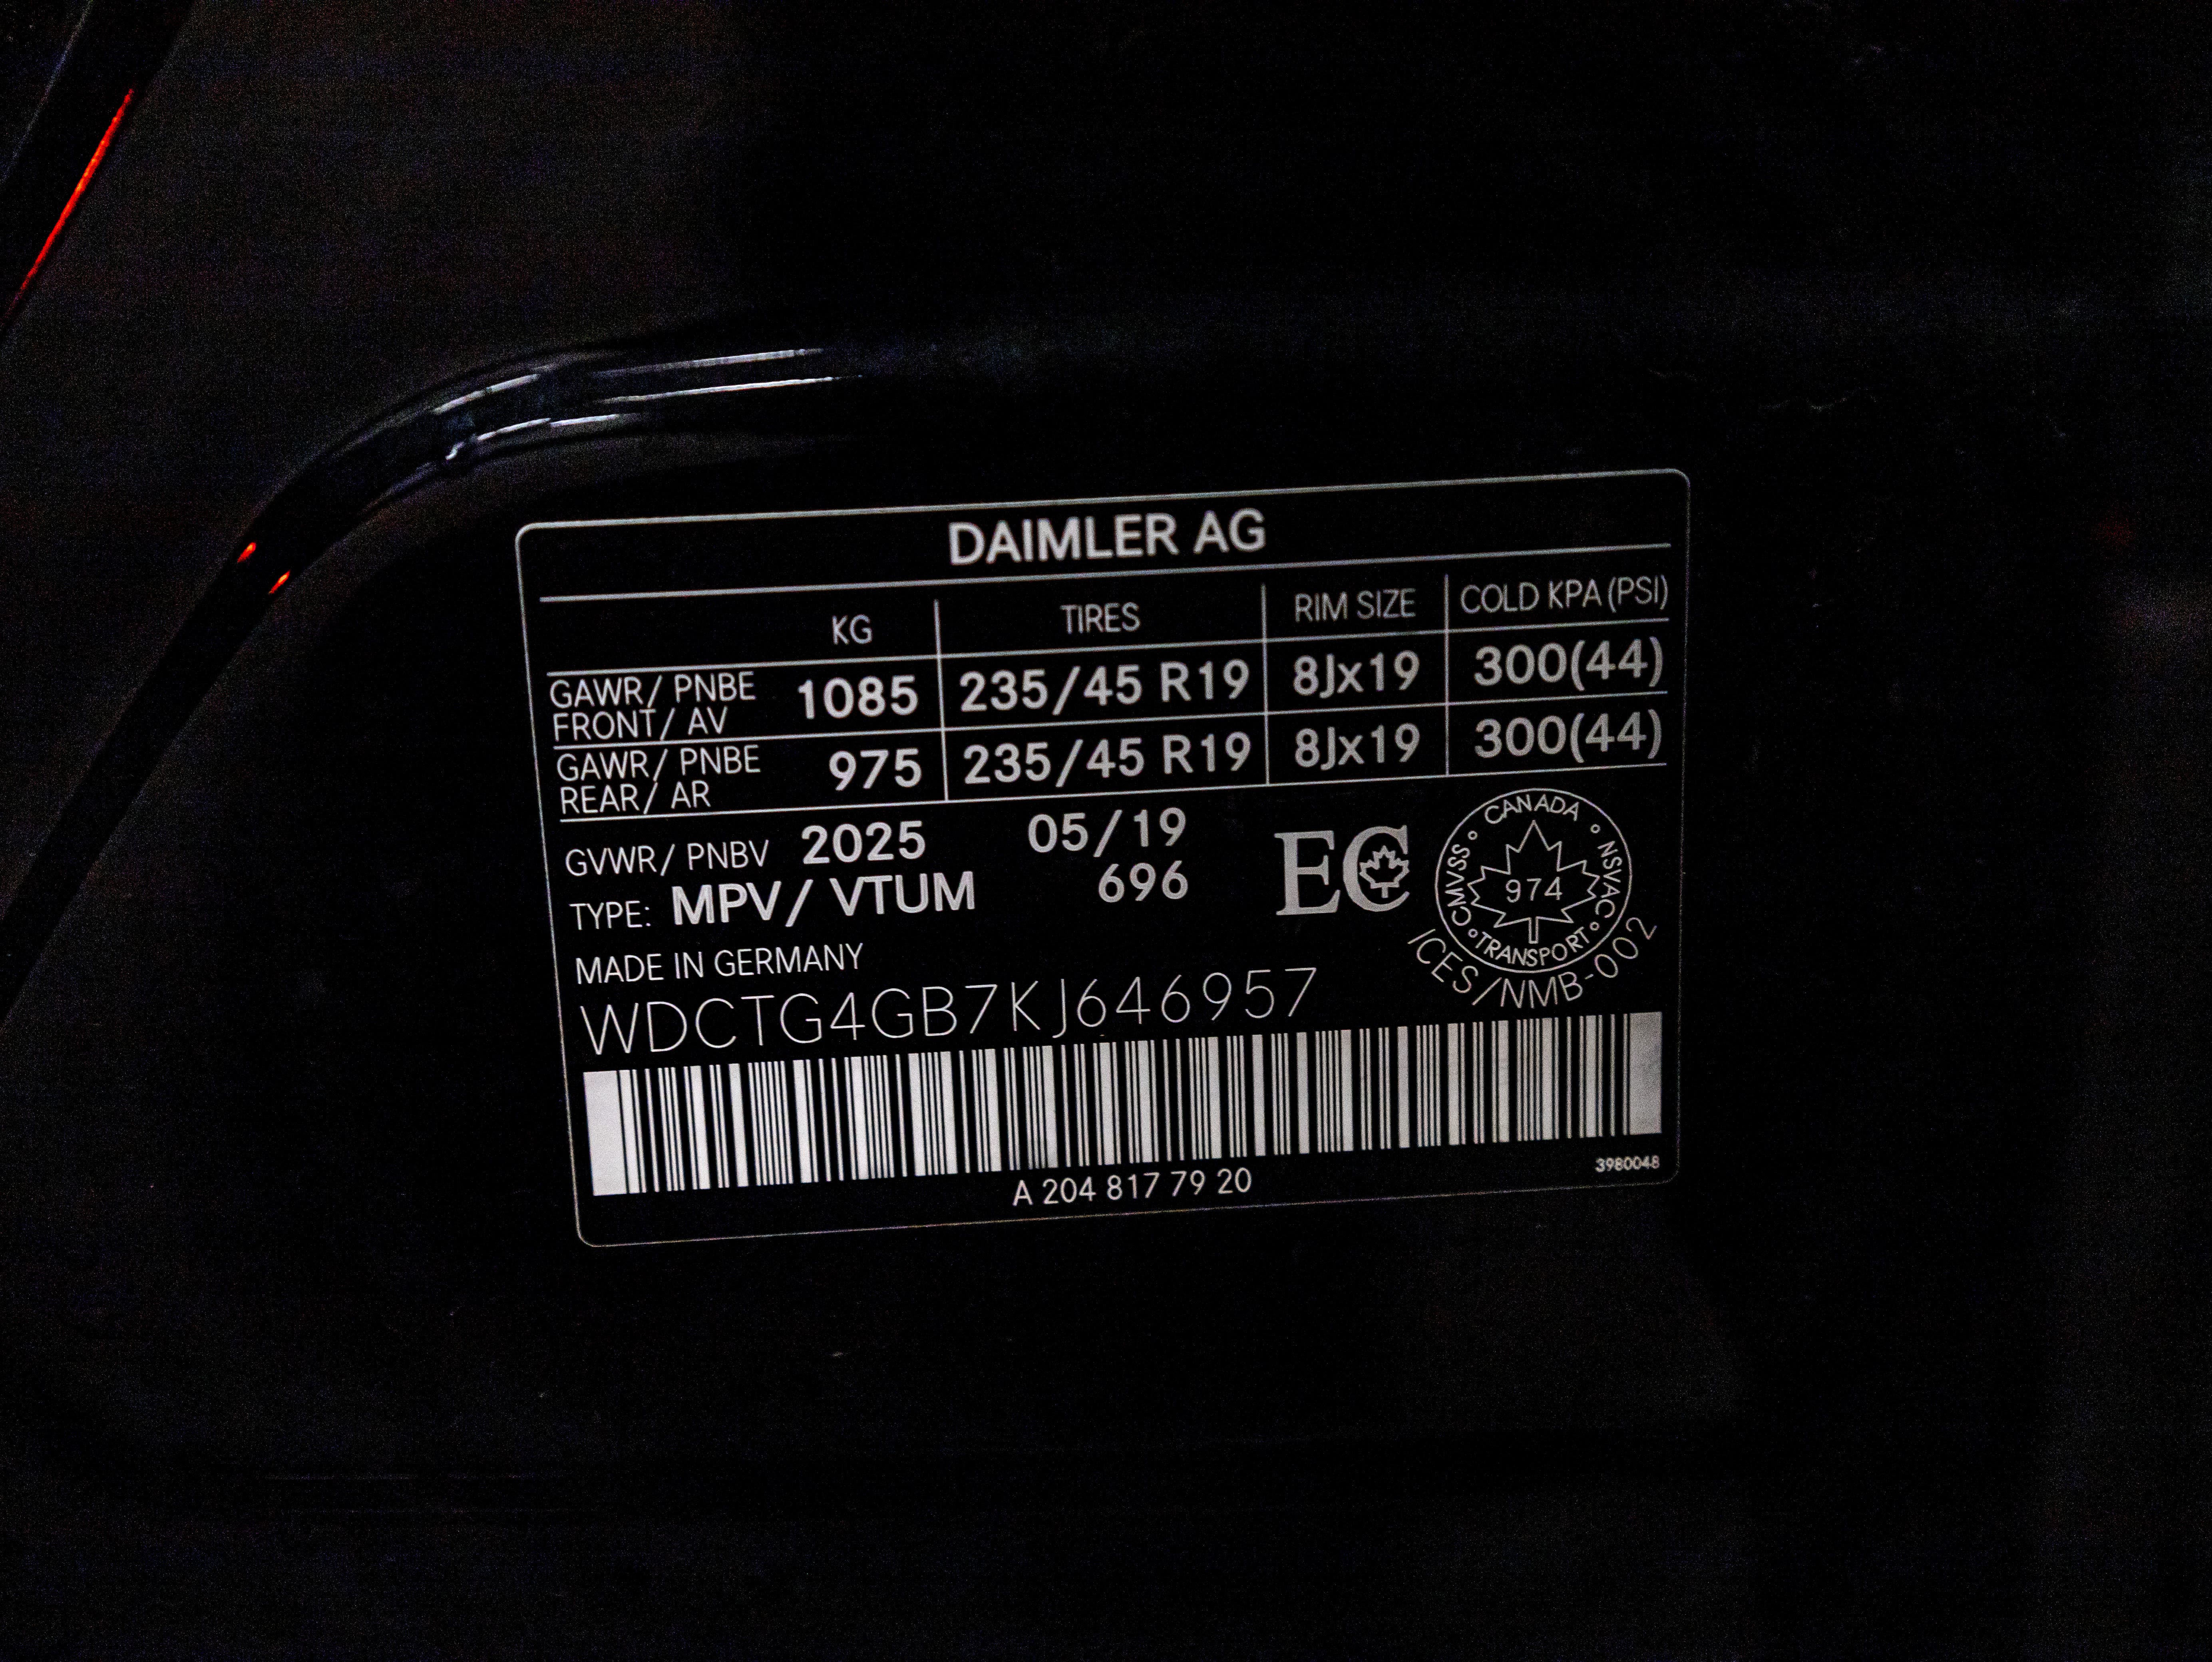 DAIMLER AG
KG TIRES RIM SIZE COLD KPA (PSI)
GAWR/ PNBE
FRONT/ AV 1085 235/45 R19 8Jx19 300(44)
GAWR/ PNBE
REAR/ AR 975 235/45 R19 8Jx19 300(44)
GVWR/ PNBV 2025 05/19
TYPE: MPV/ VTUM 696
EC
CANADA
CMVSS 974 NSVAC
TRANSPORT
ICES/NMB-002
MADE IN GERMANY
WDCTG4GB7KJ646957
A 204 817 79 20
3980048